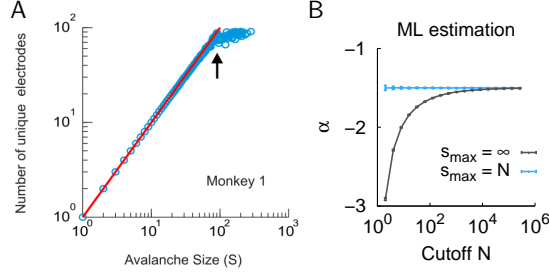 A
Number of unique electrodes
10²
10¹
10⁰
10⁰
10¹
10²
10³
Monkey 1
Avalanche Size (S)
B
ML estimation
α
−1
−2
−3
s_max = ∞
s_max = N
10⁰
10²
10⁴
10⁶
Cutoff N